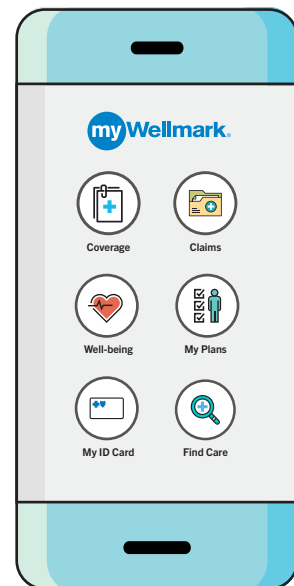 myWellmark®
Coverage Claims
Well-being My Plans
My ID Card Find Care